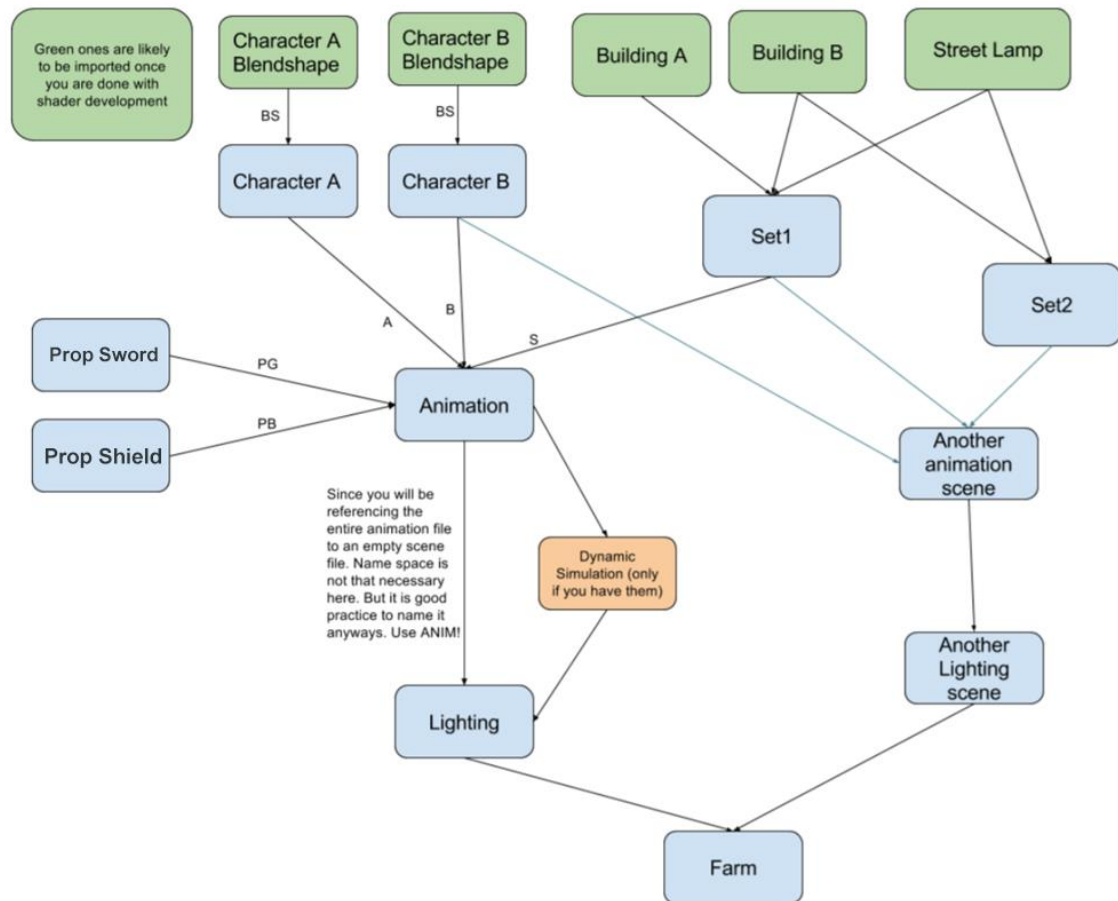 Green ones are likely
to be imported once
you are done with
shader development
Character A
Blendshape
Character B
Blendshape
Building A
Building B
Street Lamp
BS
BS
Character A
Character B
Set1
Set2
A
B
S
Prop Sword
PG
Prop Shield
PB
Animation
Another
animation
scene
Since you will be
referencing the
entire animation file
to an empty scene
file. Name space is
not that necessary
here. But it is good
practice to name it
anyways. Use ANIM!
Dynamic
Simulation (only
if you have them)
Another
Lighting
scene
Lighting
Farm